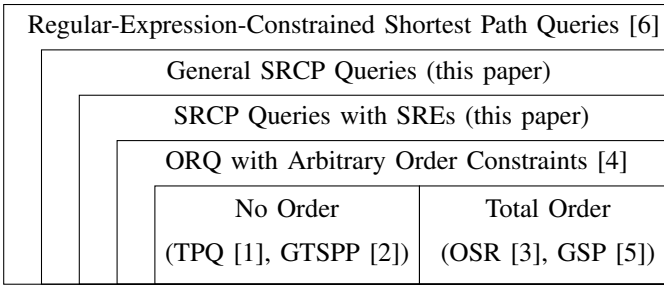 Regular-Expression-Constrained Shortest Path Queries [6]
General SRCP Queries (this paper)
SRCP Queries with SREs (this paper)
ORQ with Arbitrary Order Constraints [4]
No Order
(TPQ [1], GTSPP [2])
Total Order
(OSR [3], GSP [5])